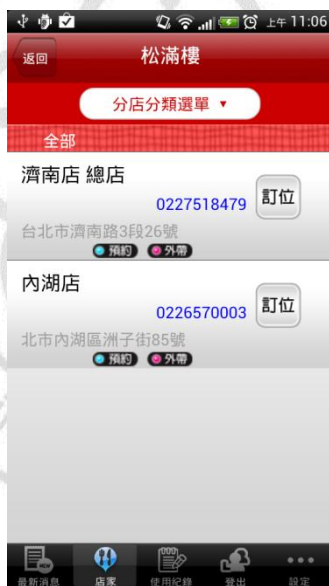 上午 11:06
返回
松滿樓
分店分類選單 ▼
全部
濟南店 總店
0227518479
訂位
台北市濟南路3段26號
預約 外帶
內湖店
0226570003
訂位
北市內湖區洲子街85號
預約 外帶
最新消息 店家 使用紀錄 登出 設定